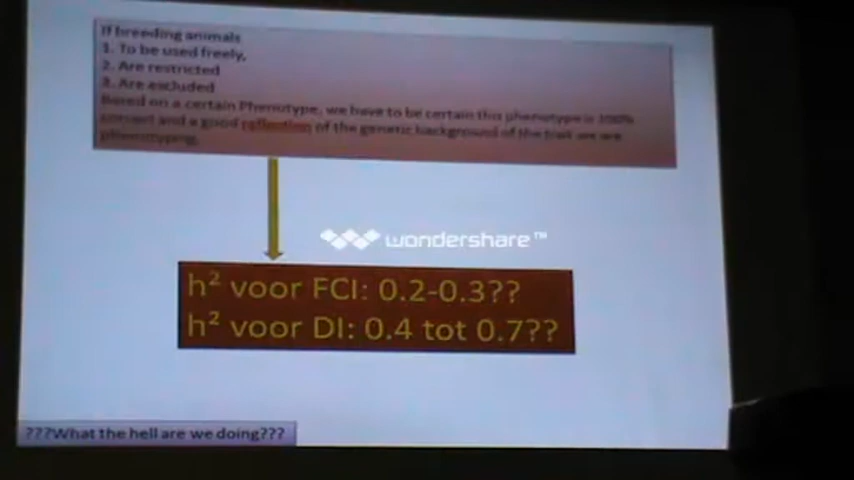 If breeding animals
1. To be used freely,
2. Are restricted
3. Are excluded
Based on a certain Phenotype, we have to be certain this phenotype is 100%
correct and a good reflection of the genetic background of the trait we are
phenotyping.
wondershare™
h² voor FCI: 0.2-0.3??
h² voor DI: 0.4 tot 0.7??
???What the hell are we doing???